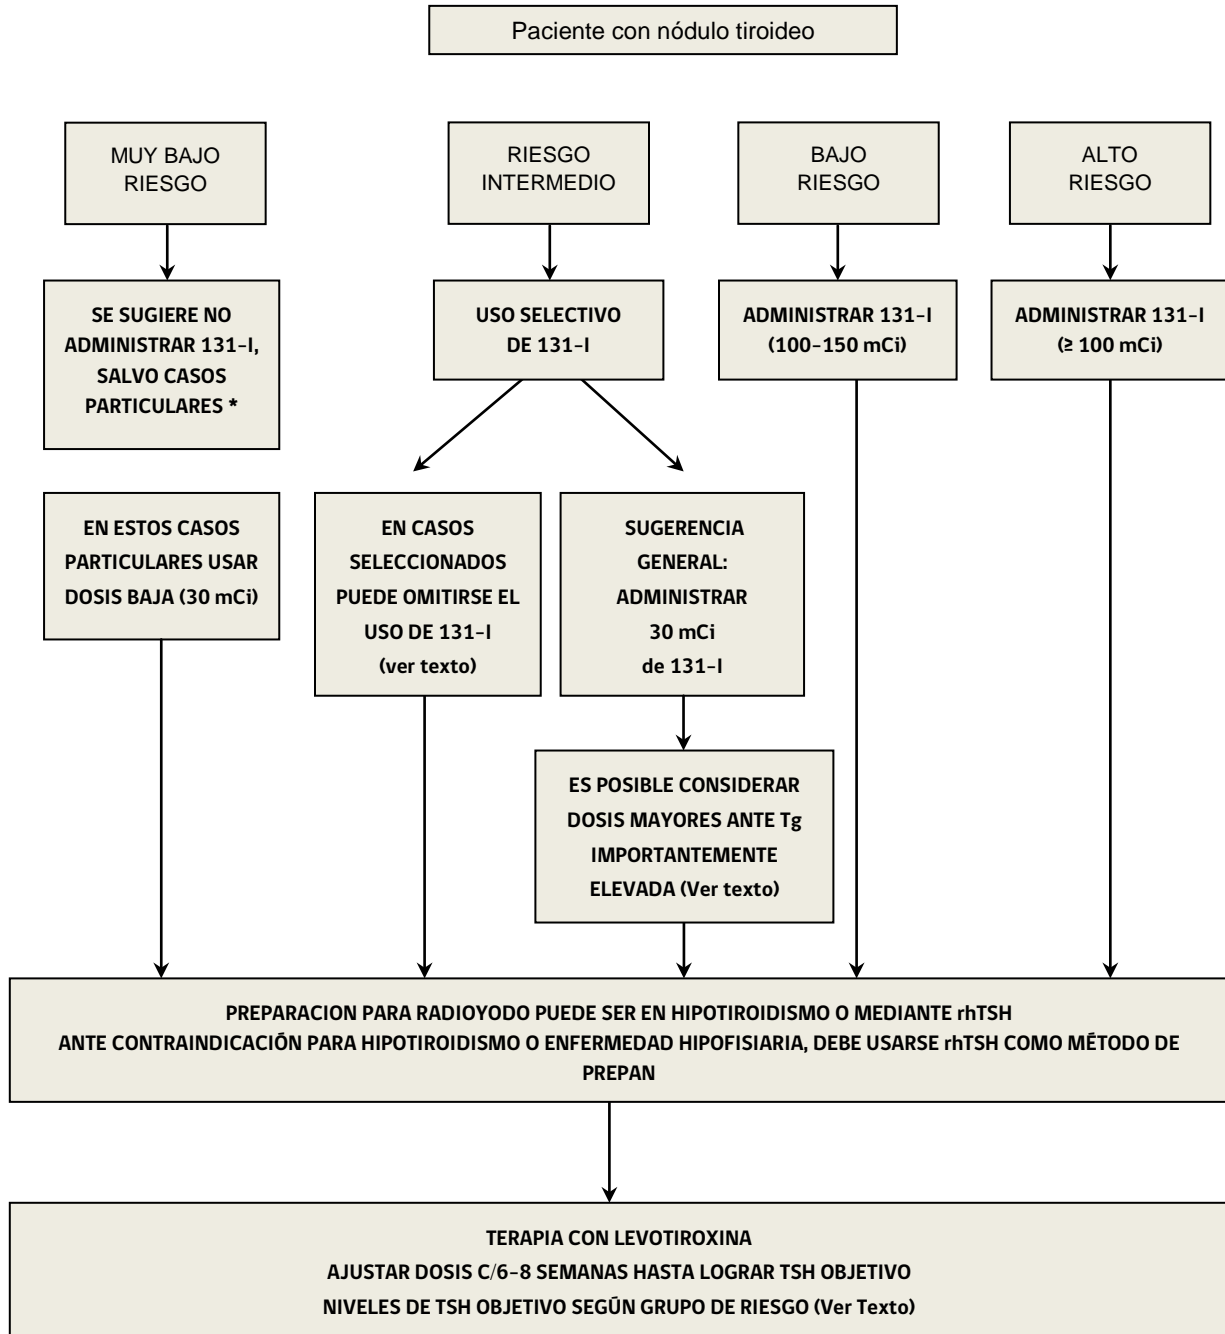 Paciente con nódulo tiroideo
MUY BAJO
RIESGO
RIESGO
INTERMEDIO
BAJO
RIESGO
ALTO
RIESGO
SE SUGIERE NO
ADMINISTRAR 131-I,
SALVO CASOS
PARTICULARES *
USO SELECTIVO
DE 131-I
ADMINISTRAR 131-I
(100-150 mCi)
ADMINISTRAR 131-I
(≥ 100 mCi)
EN ESTOS CASOS
PARTICULARES USAR
DOSIS BAJA (30 mCi)
EN CASOS
SELECCIONADOS
PUEDE OMITIRSE EL
USO DE 131-I
(ver texto)
SUGERENCIA
GENERAL:
ADMINISTRAR
30 mCi
de 131-I
ES POSIBLE CONSIDERAR
DOSIS MAYORES ANTE Tg
IMPORTANTEMENTE
ELEVADA (Ver texto)
PREPARACION PARA RADIOYODO PUEDE SER EN HIPOTIROIDISMO O MEDIANTE rhTSH
ANTE CONTRAINDICACIÓN PARA HIPOTIROIDISMO O ENFERMEDAD HIPOFISIARIA, DEBE USARSE rhTSH COMO MÉTODO DE
PREPAN
TERAPIA CON LEVOTIROXINA
AJUSTAR DOSIS C/6-8 SEMANAS HASTA LOGRAR TSH OBJETIVO
NIVELES DE TSH OBJETIVO SEGÚN GRUPO DE RIESGO (Ver Texto)